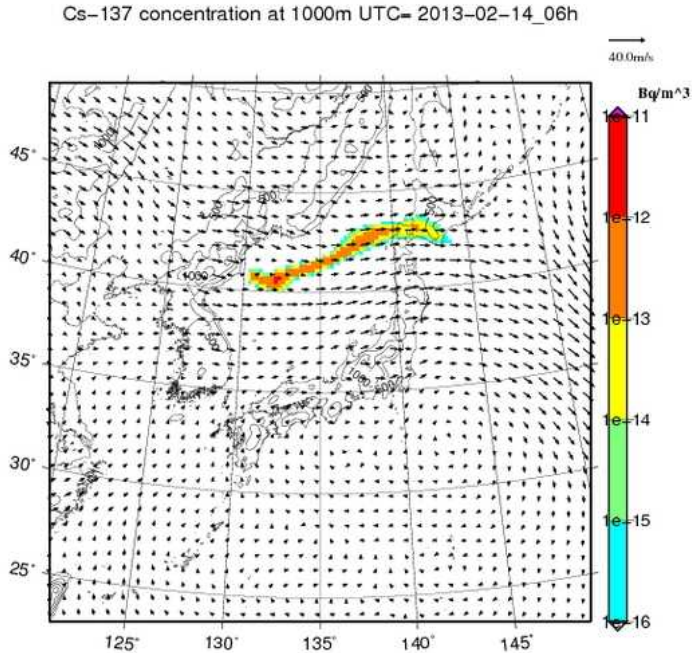 Cs-137 concentration at 1000m UTC= 2013-02-14_06h
40.0m/s
Bq/m^3
1e-11
1e-12
1e-13
1e-14
1e-15
1e-16
45°
40°
35°
30°
25°
125° 130° 135° 140° 145°
1000
500